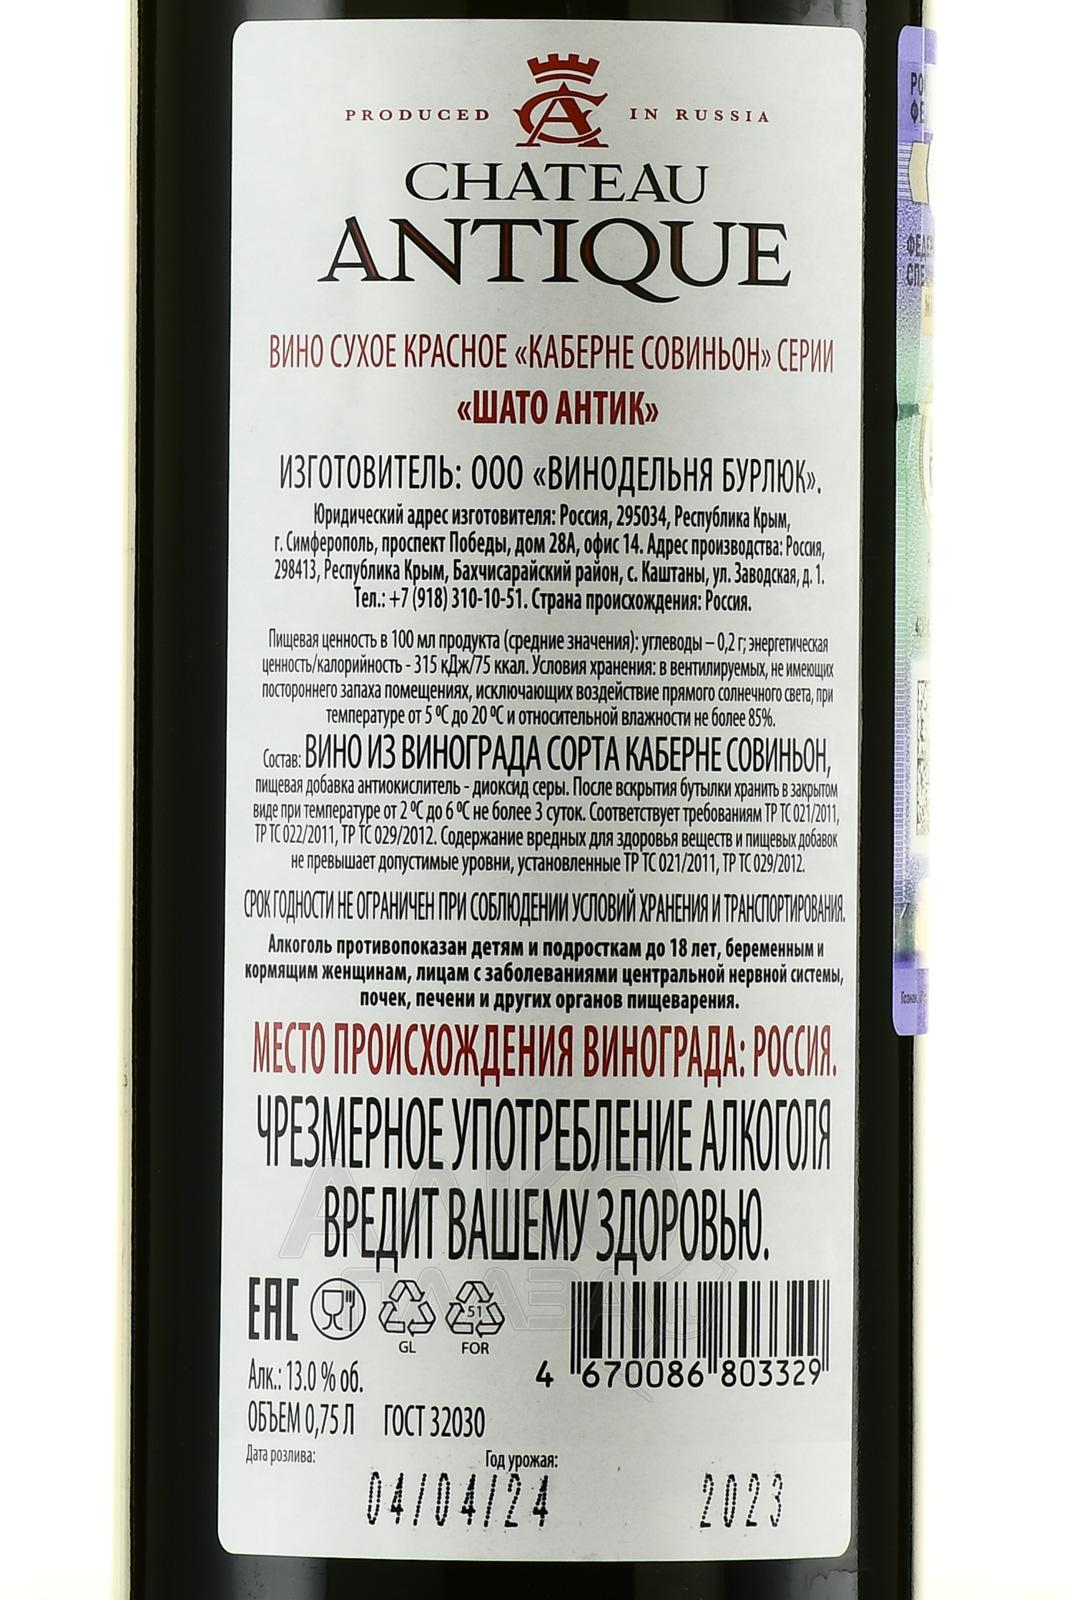 PRODUCED IN RUSSIA
CHATEAU
ANTIQUE
ВИНО СУХОЕ КРАСНОЕ «КАБЕРНЕ СОВИНЬОН» СЕРИИ
«ШАТО АНТИК»
ИЗГОТОВИТЕЛЬ: ООО «ВИНОДЕЛЬНЯ БУРЛЮК».
Юридический адрес изготовителя: Россия, 295034, Республика Крым,
г. Симферополь, проспект Победы, дом 28А, офис 14. Адрес производства: Россия,
298413, Республика Крым, Бахчисарайский район, с. Каштаны, ул. Заводская, д. 1.
Тел.: +7 (918) 310-10-51. Страна происхождения: Россия.
Пищевая ценность в 100 мл продукта (средние значения): углеводы – 0,2 г; энергетическая
ценность/калорийность - 315 кДж/75 ккал. Условия хранения: в вентилируемых, не имеющих
постороннего запаха помещениях, исключающих воздействие прямого солнечного света, при
температуре от 5 ºС до 20 ºС и относительной влажности не более 85%.
Состав: ВИНО ИЗ ВИНОГРАДА СОРТА КАБЕРНЕ СОВИНЬОН,
пищевая добавка антиокислитель - диоксид серы. После вскрытия бутылки хранить в закрытом
виде при температуре от 2 ºС до 6 ºС не более 3 суток. Соответствует требованиям ТР ТС 021/2011,
ТР ТС 022/2011, ТР ТС 029/2012. Содержание вредных для здоровья веществ и пищевых добавок
не превышает допустимые уровни, установленные ТР ТС 021/2011, ТР ТС 029/2012.
СРОК ГОДНОСТИ НЕ ОГРАНИЧЕН ПРИ СОБЛЮДЕНИИ УСЛОВИЙ ХРАНЕНИЯ И ТРАНСПОРТИРОВАНИЯ.
Алкоголь противопоказан детям и подросткам до 18 лет, беременным и
кормящим женщинам, лицам с заболеваниями центральной нервной системы,
почек, печени и других органов пищеварения.
МЕСТО ПРОИСХОЖДЕНИЯ ВИНОГРАДА: РОССИЯ.
ЧРЕЗМЕРНОЕ УПОТРЕБЛЕНИЕ АЛКОГОЛЯ
ВРЕДИТ ВАШЕМУ ЗДОРОВЬЮ.
ЕАС
51
GL FOR
4 670086 803329
Алк.: 13.0 % об.
ОБЪЕМ 0,75 Л ГОСТ 32030
Дата розлива: Год урожая:
04/04/24 2023